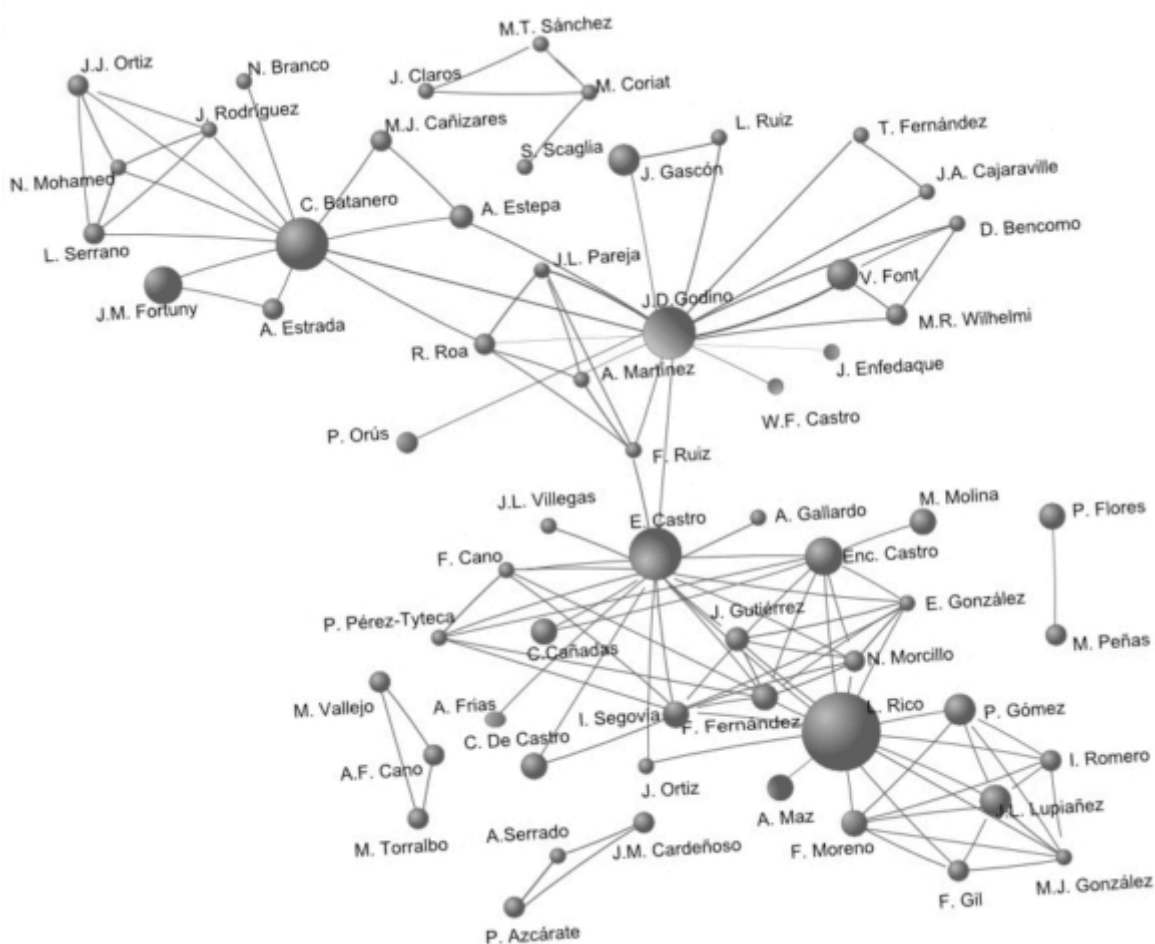 M.T. Sánchez
J.J. Ortiz
N. Branco
J. Claros
M. Coriat
J. Rodríguez
M.J. Cañizares
L. Ruiz
T. Fernández
S. Scaglia
J. Gascón
J.A. Cajaraville
N. Mohamed
C. Batanero
A. Estepa
D. Bencomo
L. Serrano
J.L. Pareja
V. Font
J.M. Fortuny
J.D.Godino
A. Estrada
M.R. Wilhelmi
R. Roa
A. Martínez
J. Enfedaque
W.F. Castro
P. Orús
F. Ruiz
J.L. Villegas
E. Castro
A. Gallardo
M. Molina
P. Flores
F. Cano
Enc. Castro
P. Pérez-Tyteca
J. Gutiérrez
E. González
M. Peñas
C.Cañadas
N. Morcillo
M. Vallejo
A. Frias
I. Segovia
F. Fernández
L. Rico
P. Gómez
C. De Castro
A.F. Cano
J. Ortiz
I. Romero
A. Maz
J.L. Lupiañez
M. Torralbo
A.Serrado
J.M. Cardeñoso
F. Moreno
F. Gil
M.J. González
P. Azcárate